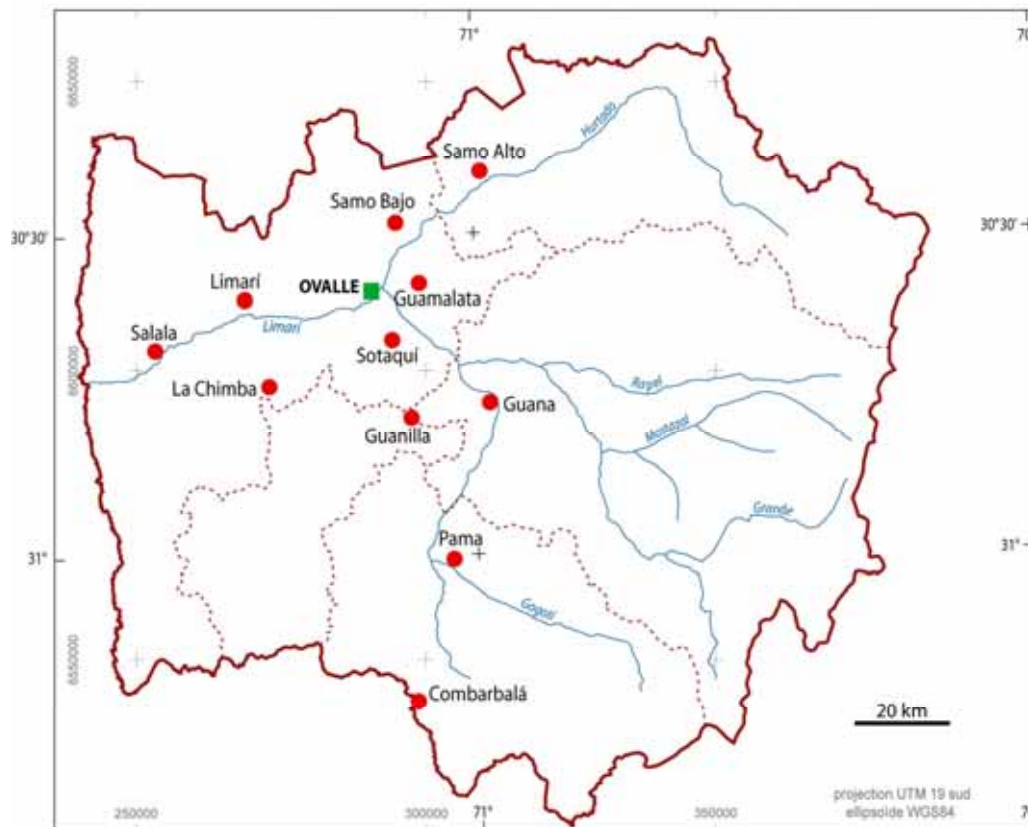 71°
70
6650000
Hurtado
Samo Alto
Samo Bajo
30°30'
30°30'
Limarí
OVALLE
Guamalata
Limarí
Salala
Sotaquí
6600000
La Chimba
Rapel
Guana
Guanilla
Mostazal
Grande
Pama
31°
31°
Gogotí
6550000
Combarbalá
20 km
250000
300000
71°
350000
projection UTM 19 sud
ellipsoïde WGS84